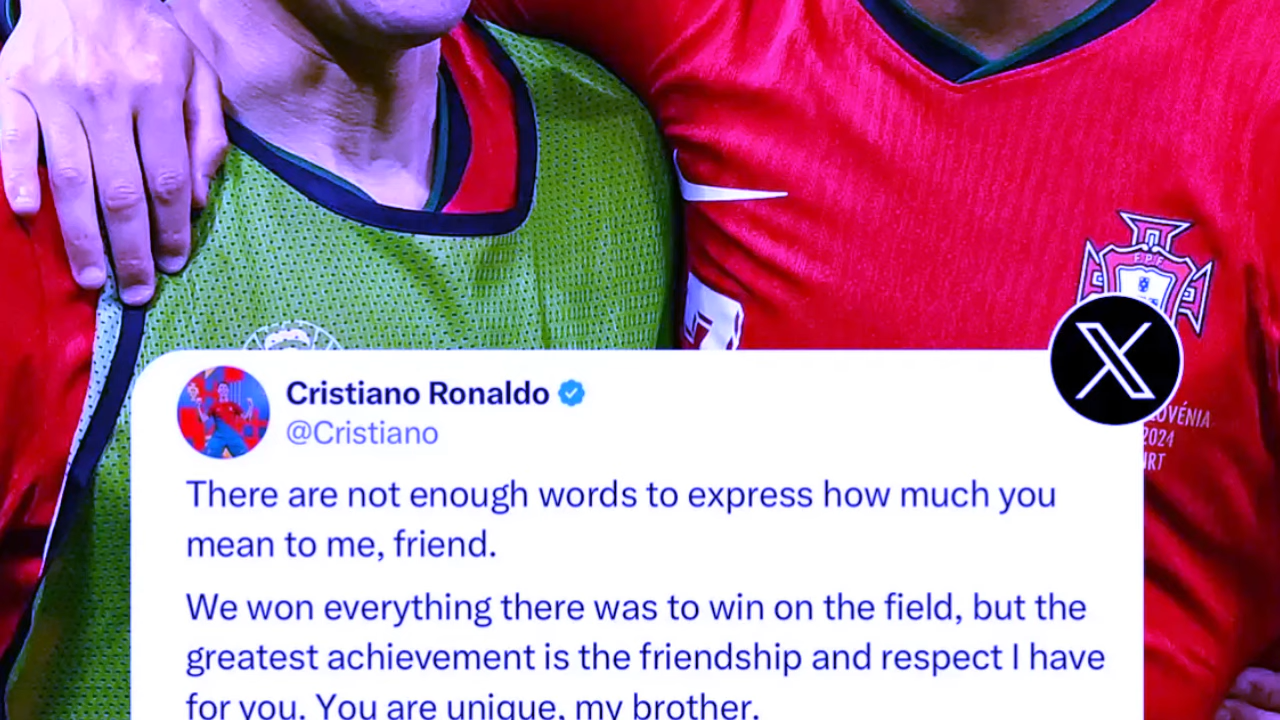 F P F
Cristiano Ronaldo
@Cristiano
2024
There are not enough words to express how much you
mean to me, friend.
We won everything there was to win on the field, but the
greatest achievement is the friendship and respect I have
for you. You are unique, my brother.